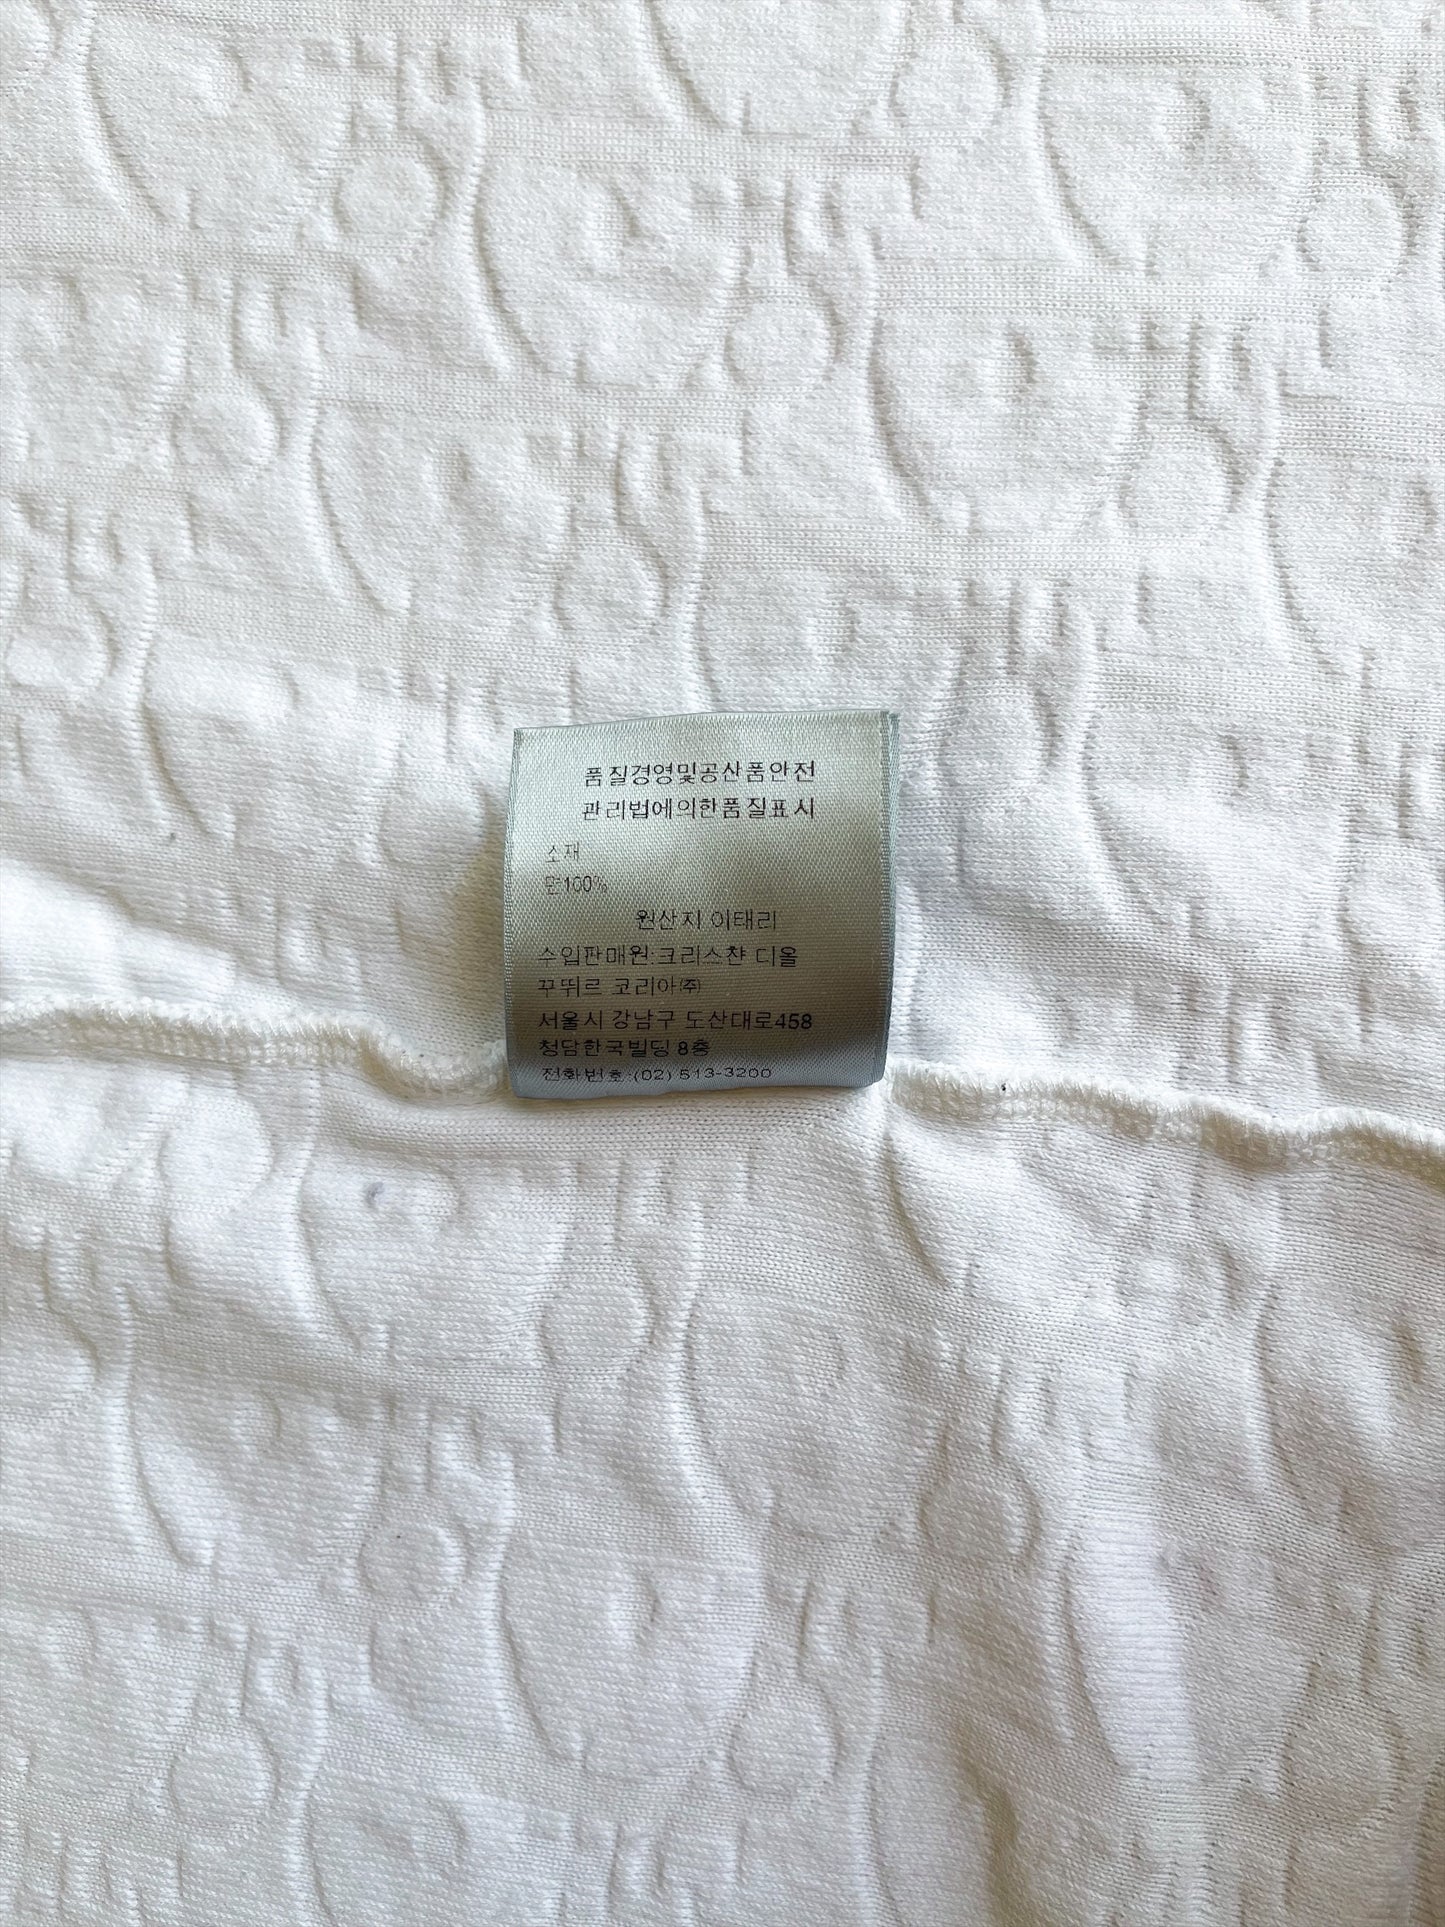 품질경영및공산품안전
관리법에의한품질표시
소재
면100%
원산지 이태리
수입판매원:크리스챤 디올
꾸뛰르 코리아㈜
서울시 강남구 도산대로458
청담한국빌딩 8층
전화번호:(02) 513-3200